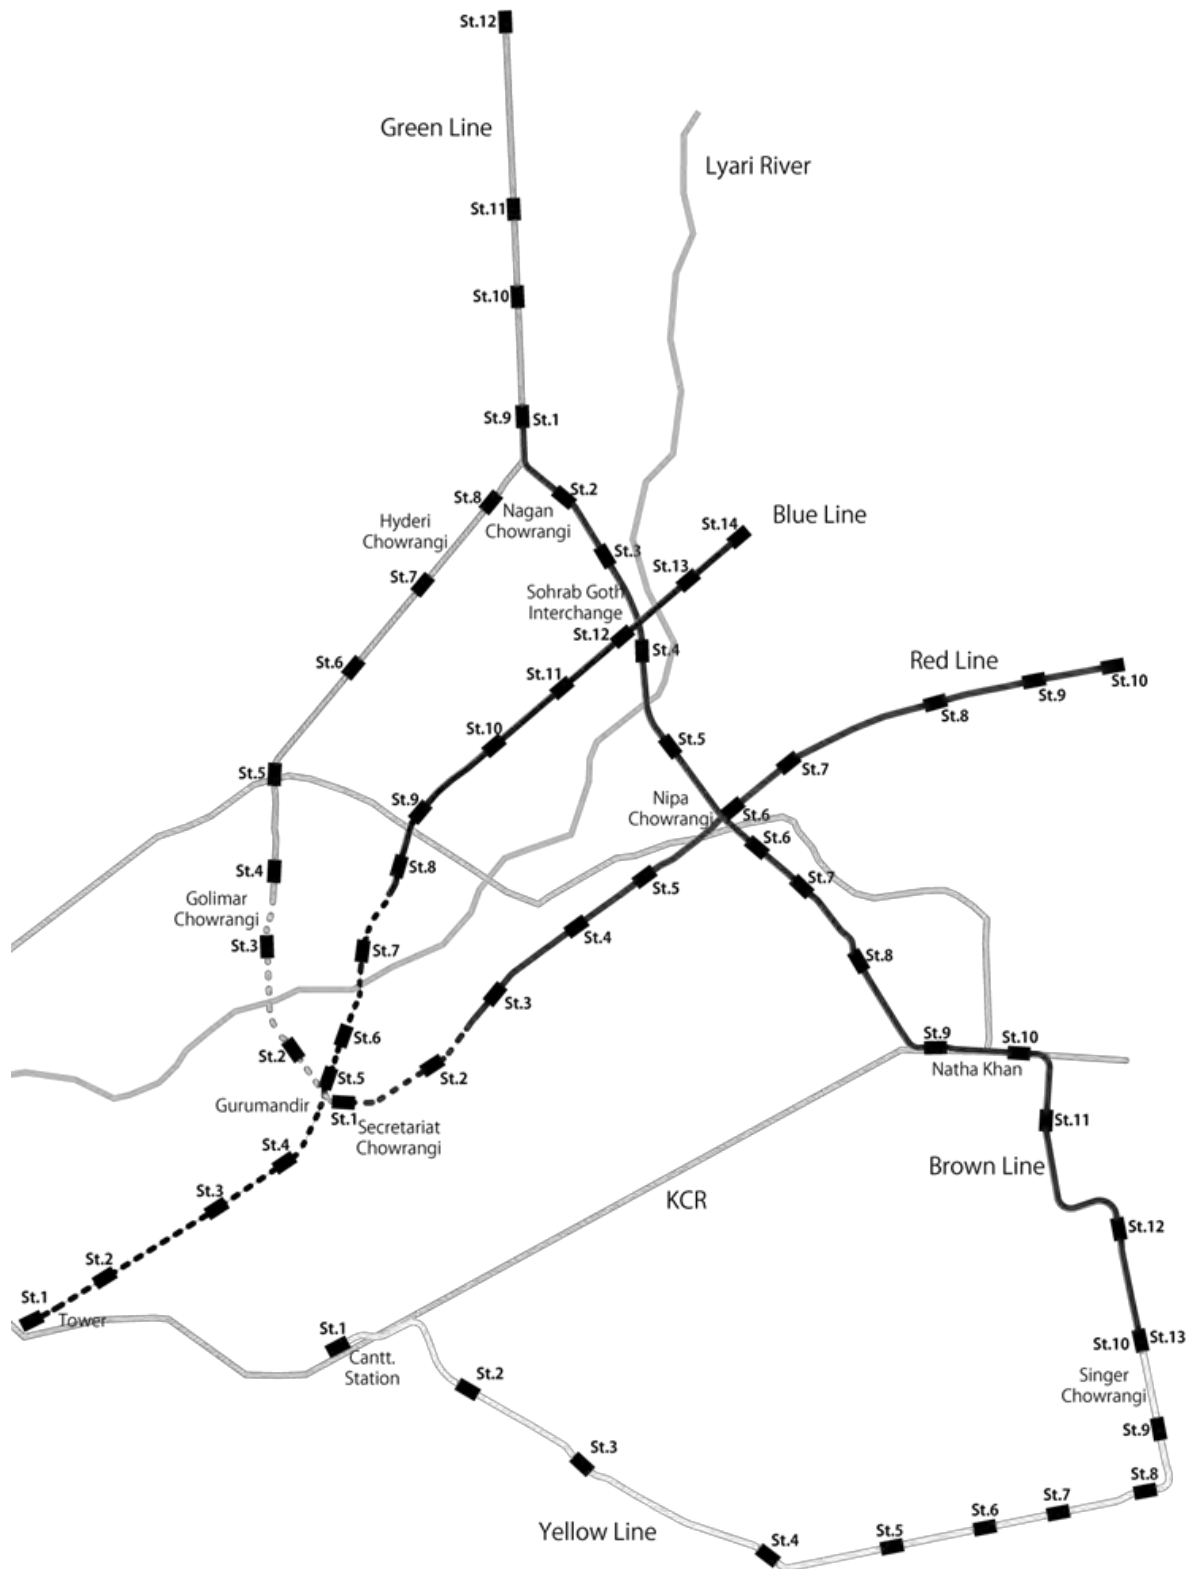 St.12
Green Line
Lyari River
St.11
St.10
St.9
St.1
St.8
St.2
Nagan
Chowrangi
Hyderi
Chowrangi
St.14
Blue Line
St.3
St.13
St.7
Sohrab Goth
Interchange
St.12
St.4
St.6
Red Line
St.10
St.9
St.8
St.11
St.10
St.5
St.7
St.5
St.9
Nipa
Chowrangi
St.6
St.6
St.8
St.4
St.5
St.7
Golimar
Chowrangi
St.4
St.3
St.7
St.8
St.3
St.6
St.9
St.10
St.2
St.2
Natha Khan
St.5
Gurumandir
St.1
Secretariat
Chowrangi
St.11
St.4
Brown Line
St.3
KCR
St.12
St.2
St.1
Tower
St.1
Cantt.
Station
St.10
St.13
Singer
Chowrangi
St.2
St.9
St.3
St.8
St.7
St.6
Yellow Line
St.5
St.4